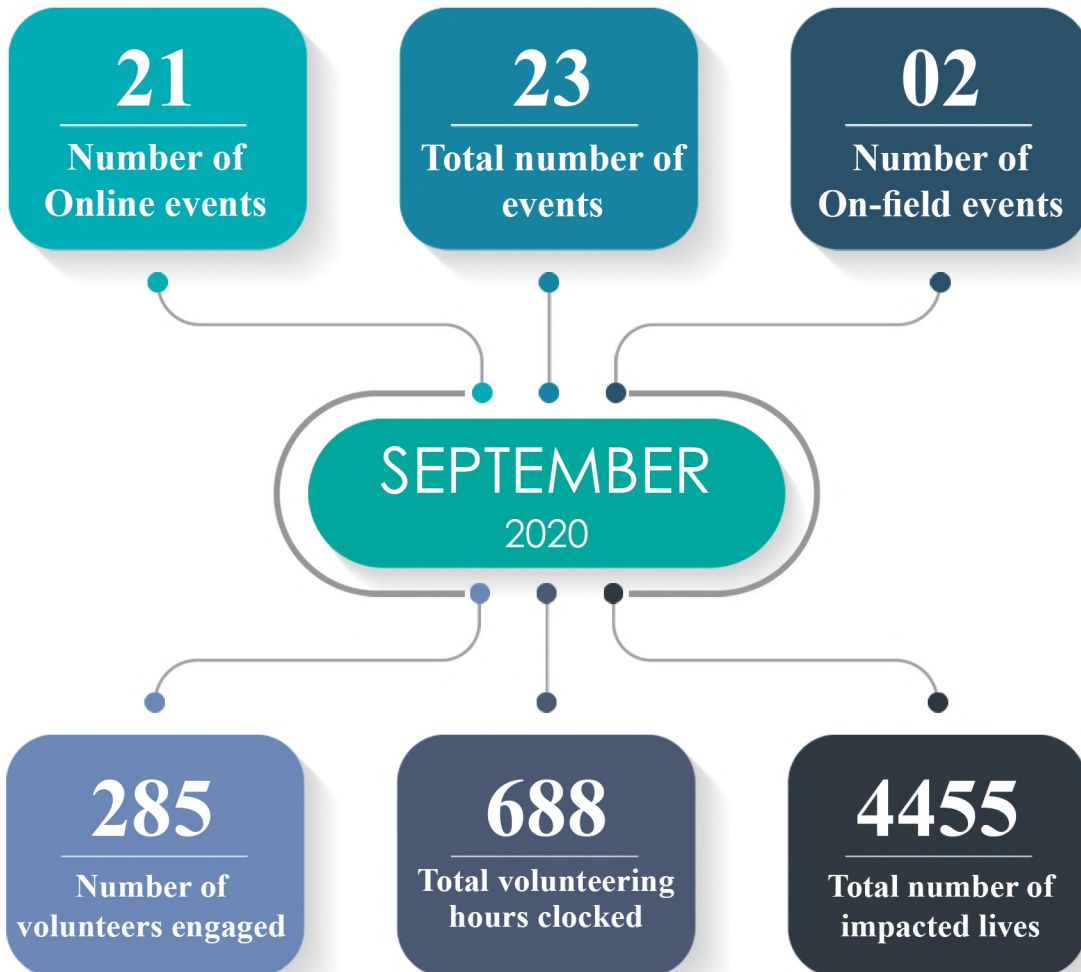 21
Number of
Online events
23
Total number of
events
02
Number of
On-field events
SEPTEMBER
2020
285
Number of
volunteers engaged
688
Total volunteering
hours clocked
4455
Total number of
impacted lives